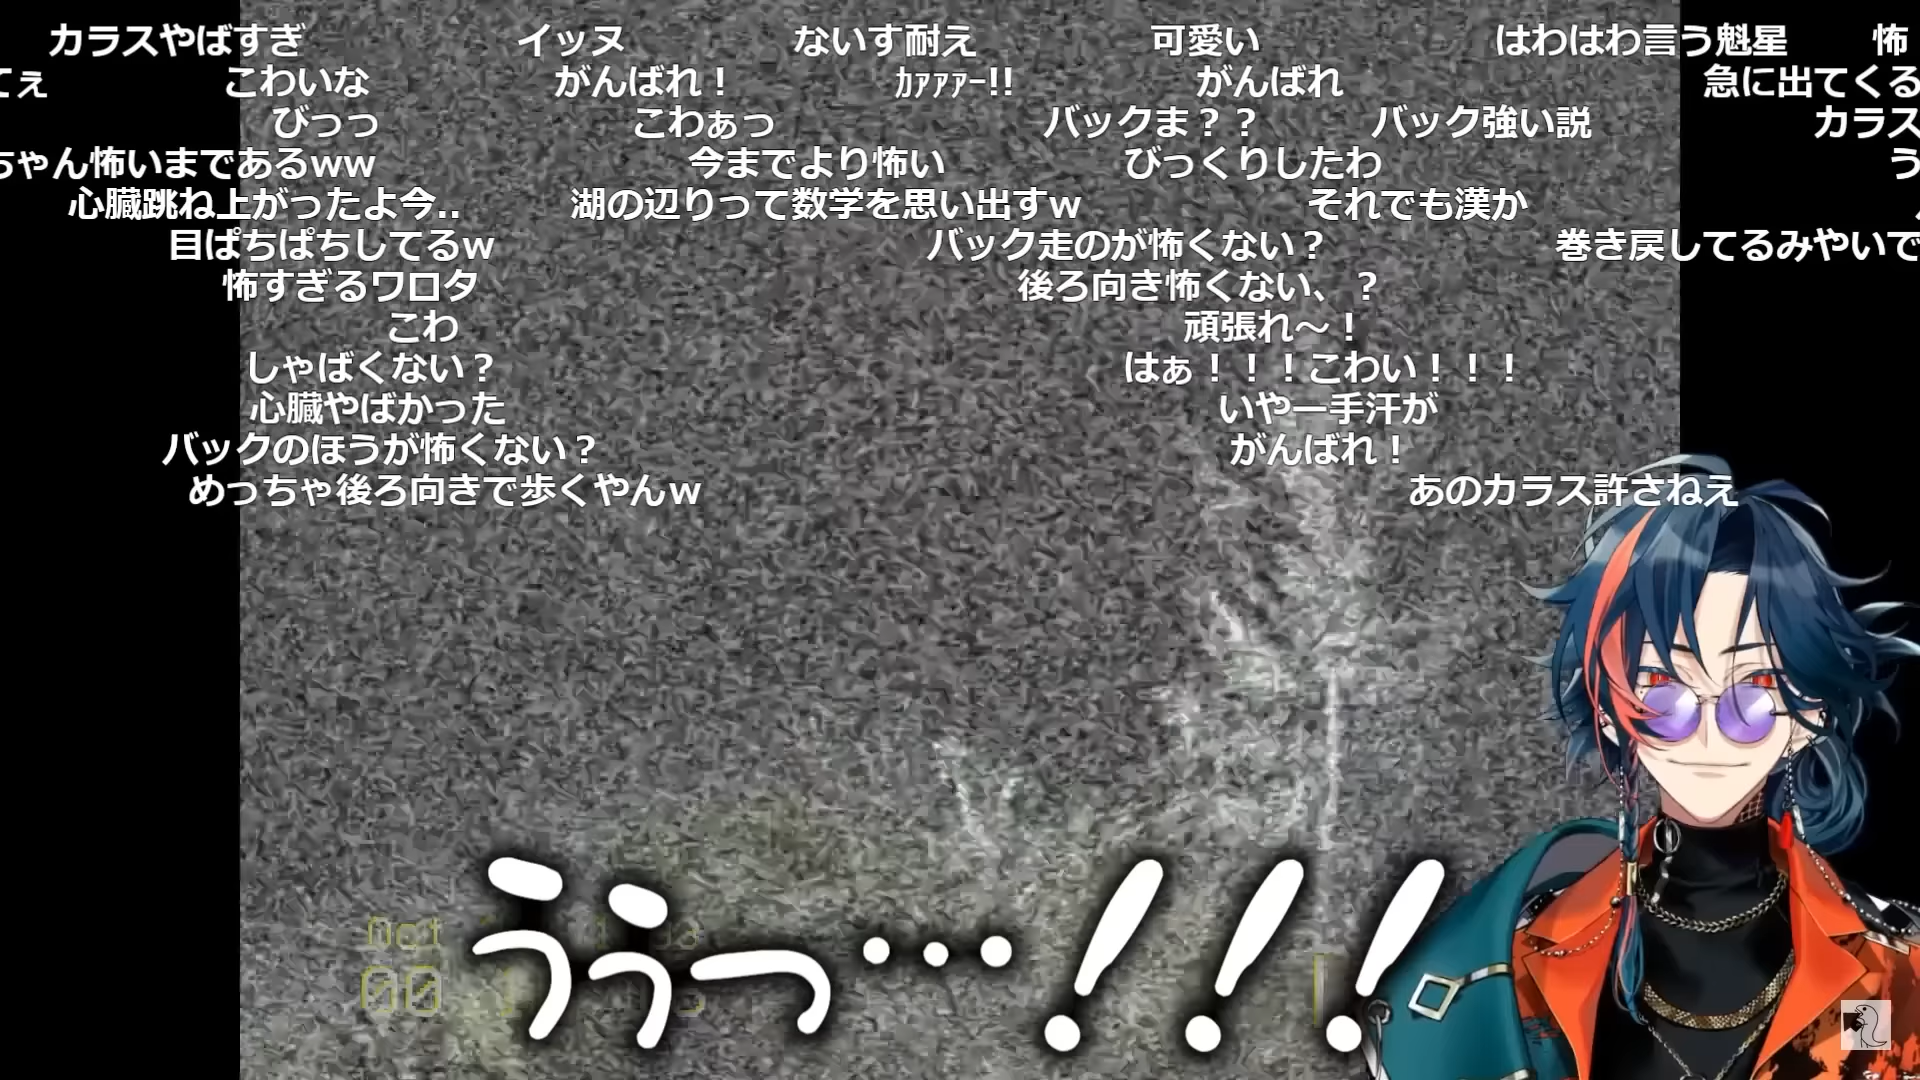 カラスやばすぎ　イッヌ　ないす耐え　可愛い　はわはわ言う魁星　怖
てぇ　こわいな　がんばれ！　ｶｧｧｧｰ!!　がんばれ　急に出てくる
びっっ　こわぁっ　バックま？？　バック強い説　カラス
ちゃん怖いまであるww　今までより怖い　びっくりしたわ　う
心臓跳ね上がったよ今..　湖の辺りって数学を思い出すw　それでも漢か
目ぱちぱちしてるw　バック走のが怖くない？　巻き戻してるみやいで
怖すぎるワロタ　後ろ向き怖くない、？
こわ　頑張れ～！
しゃばくない？　はぁ！！！こわい！！！
心臓やばかった　いや一手汗が
バックのほうが怖くない？　がんばれ！
めっちゃ後ろ向きで歩くやんｗ　あのカラス許さねえ
Oct
00
うぅっ…!!!